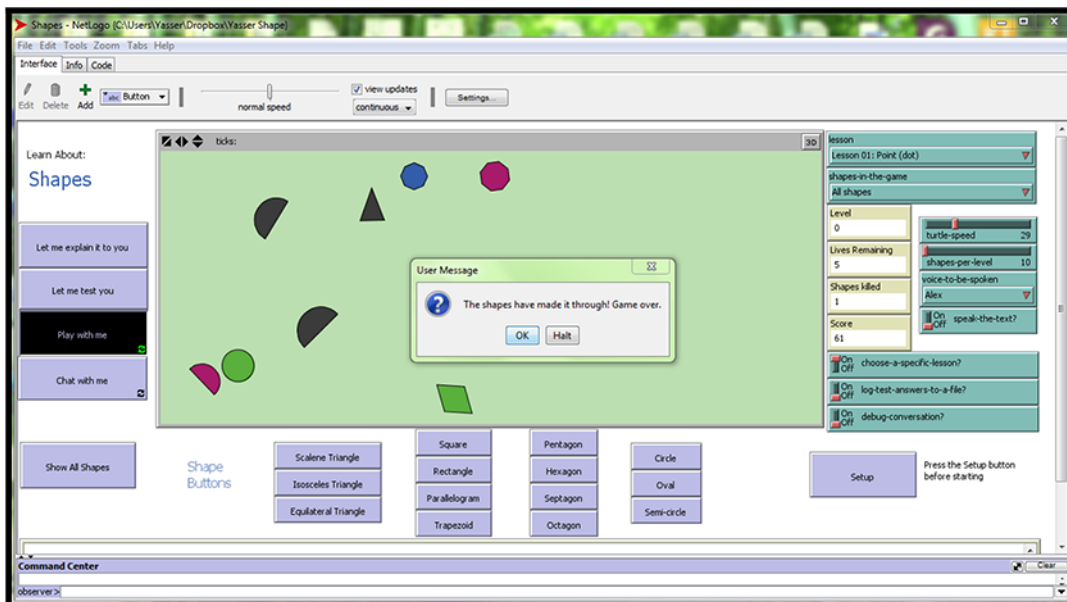 Shapes - NetLogo {C:\Users\Yasser\Dropbox\Yasser Shape}
File Edit Tools Zoom Tabs Help
Interface Info Code
Edit Delete Add
abc Button
normal speed
view updates
continuous
Settings...
Learn About:
Shapes
Let me explain it to you
Let me test you
Play with me
Chat with me
ticks:
3D
User Message
The shapes have made it through! Game over.
OK Halt
lesson
Lesson 01: Point (dot)
shapes-in-the-game
All shapes
Level
0
Lives Remaining
5
Shapes killed
1
Score
61
turtle-speed 29
shapes-per-level 10
voice-to-be-spoken
Alex
On
Off
speak-the-text?
On
Off
choose-a-specific-lesson?
On
Off
log-test-answers-to-a-file?
On
Off
debug-conversation?
Show All Shapes
Shape
Buttons
Scalene Triangle
Isosceles Triangle
Equilateral Triangle
Square
Rectangle
Parallelogram
Trapezoid
Pentagon
Hexagon
Septagon
Octagon
Circle
Oval
Semi-circle
Setup
Press the Setup button
before starting
Command Center
Clear
observer>